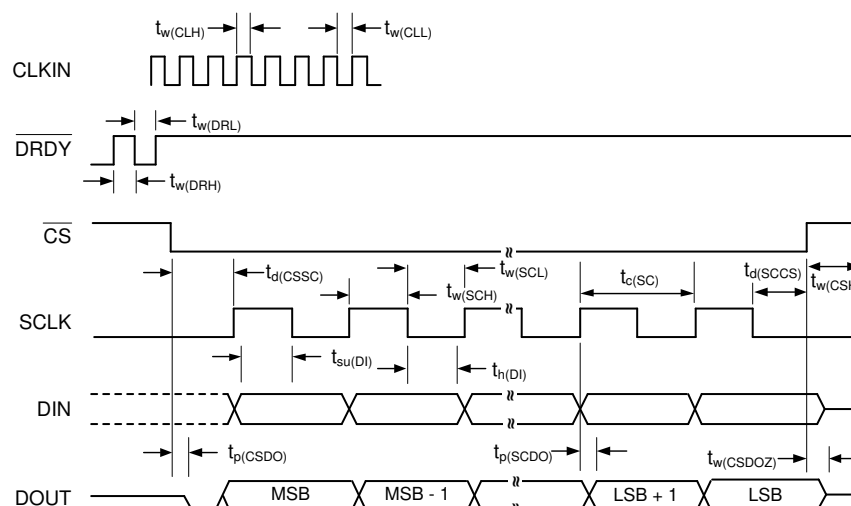 tw(CLH)
tw(CLL)
CLKIN
tw(DRL)
DRDY
tw(DRH)
CS
td(CSSC)
tw(SCL)
tc(SC)
td(SCCS)
tw(SCH)
tw(CSH
SCLK
tsu(DI)
th(DI)
DIN
tp(CSDO)
tp(SCDO)
tw(CSDOZ)
DOUT
MSB
MSB - 1
LSB + 1
LSB